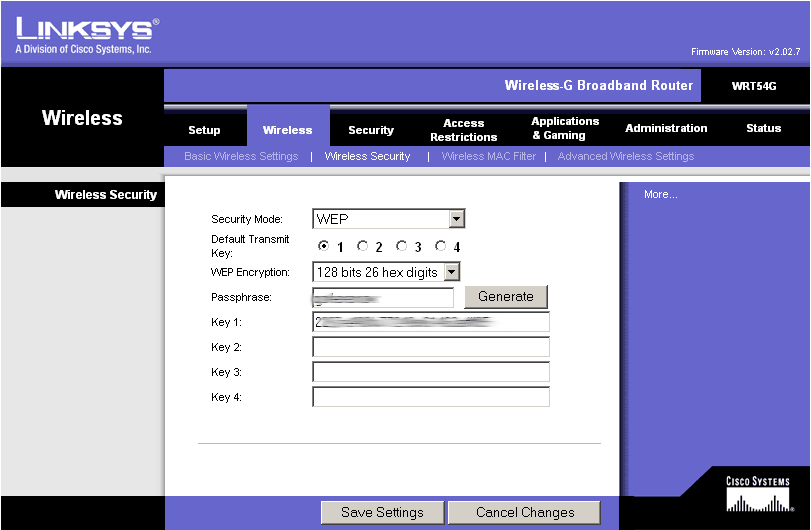 LINKSYS®
A Division of Cisco Systems, Inc.
Firmware Version: v2.02.7
Wireless-G Broadband Router WRT54G
Wireless
Setup Wireless Security Access Restrictions Applications & Gaming Administration Status
Basic Wireless Settings | Wireless Security | Wireless MAC Filter | Advanced Wireless Settings
Wireless Security
More...
Security Mode: WEP
Default Transmit
Key: 1 2 3 4
WEP Encryption: 128 bits 26 hex digits
Passphrase: Generate
Key 1: 2
Key 2:
Key 3:
Key 4:
CISCO SYSTEMS
Save Settings Cancel Changes